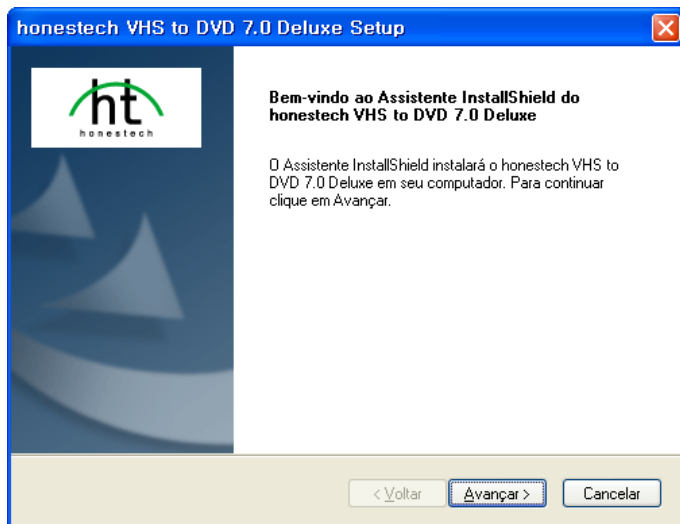 honestech VHS to DVD 7.0 Deluxe Setup
ht
honestech
Bem-vindo ao Assistente InstallShield do
honestech VHS to DVD 7.0 Deluxe
O Assistente InstallShield instalará o honestech VHS to
DVD 7.0 Deluxe em seu computador. Para continuar
clique em Avançar.
< Voltar
Avançar >
Cancelar